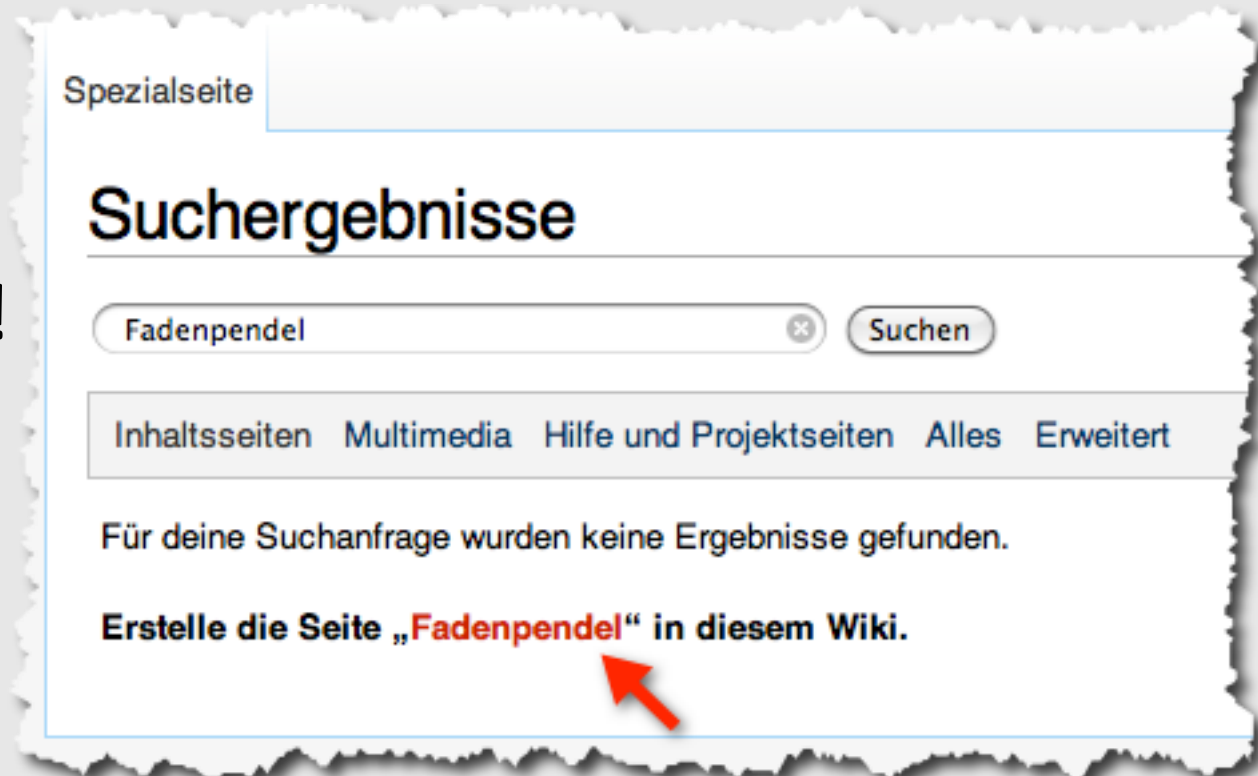 Spezialseite
Suchergebnisse
!
Fadenpendel Suchen
Inhaltsseiten Multimedia Hilfe und Projektseiten Alles Erweitert
Für deine Suchanfrage wurden keine Ergebnisse gefunden.
Erstelle die Seite „Fadenpendel“ in diesem Wiki.